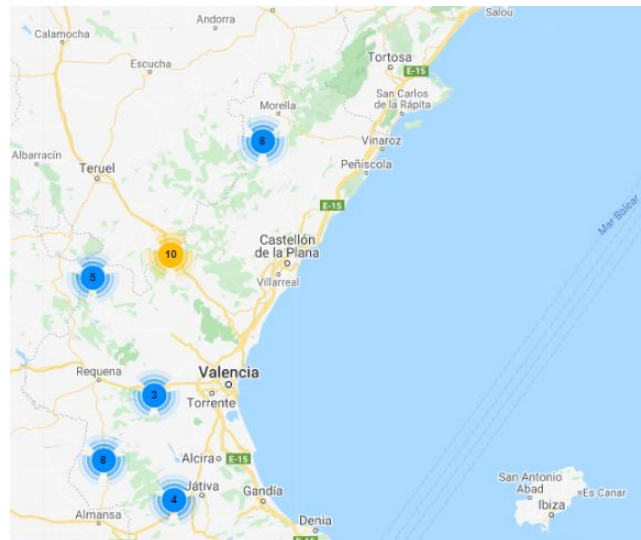 Salou
Andorra
Calamocha
Escucha
Tortosa
E-15
San Carlos
de la Rápita
Morella
8
Vinaroz
Albarracín
Teruel
Peñíscola
E-15
Mar Balear
Castellón
de la Plana
10
5
Villarreal
Requena
Valencia
3
Torrente
8
Alcira
E-15
San Antonio
Abad
Es Canar
4
Játiva
Gandía
Ibiza
Almansa
Denia